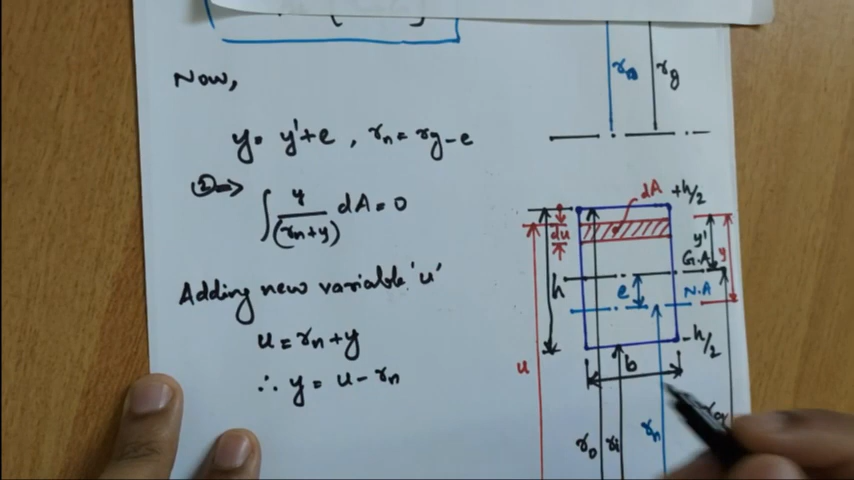 Now,
y = y'+e , rn = rg-e
② ⇒
∫ y/(rn+y) dA = 0
Adding new variable 'u'
u = rn+y
∴ y = u-rn
rn rg
dA +h/2
du
y'
G.A y
h e N.A
-h/2
u b
ro ri rn rg